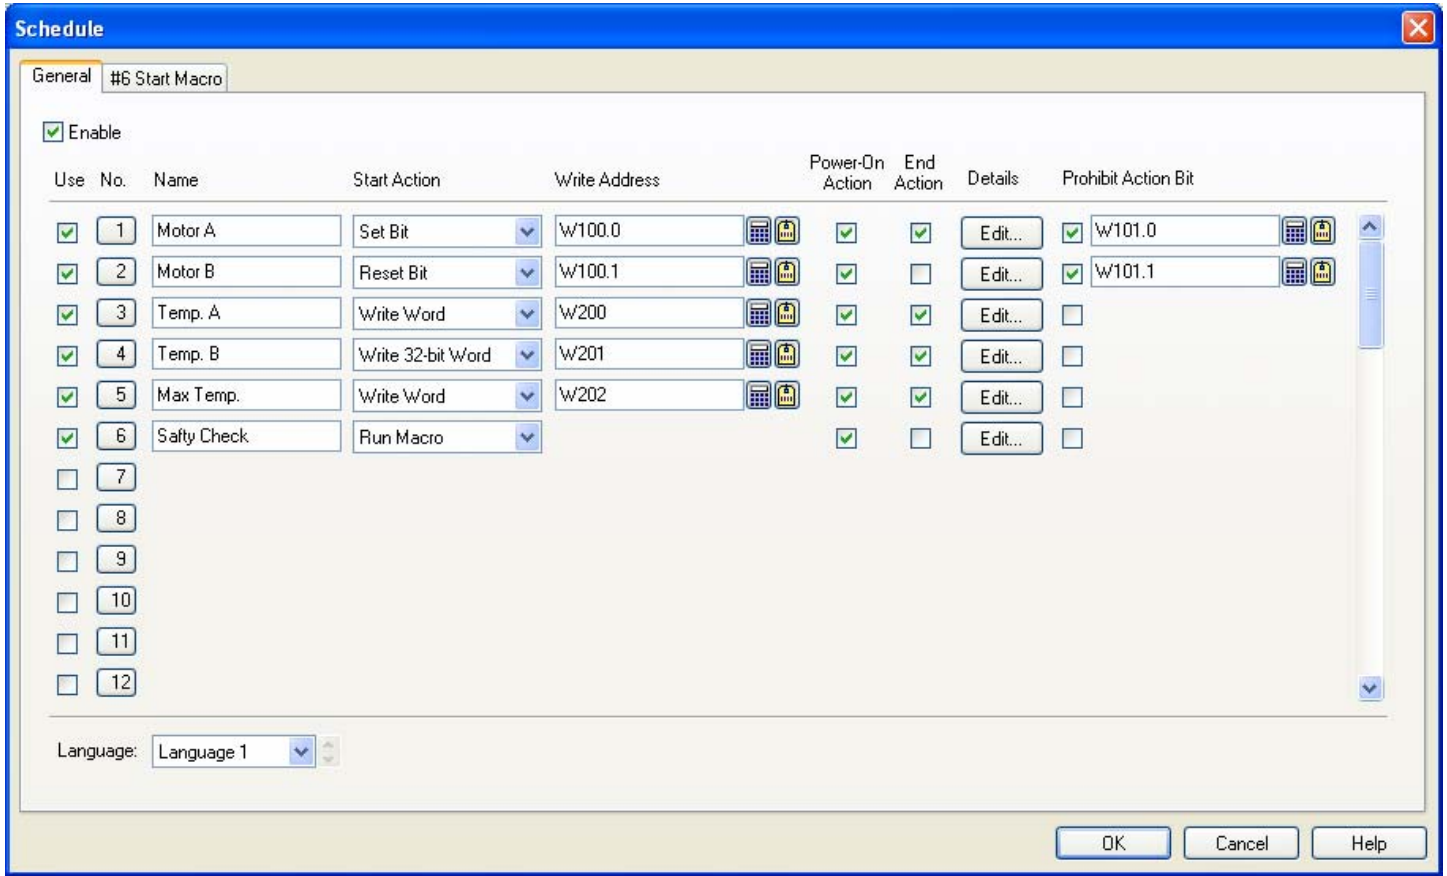 Schedule
General #6 Start Macro
Enable
Use No. Name Start Action Write Address Power-On Action End Action Details Prohibit Action Bit
1 Motor A Set Bit W100.0 Edit... W101.0
2 Motor B Reset Bit W100.1 Edit... W101.1
3 Temp. A Write Word W200 Edit...
4 Temp. B Write 32-bit Word W201 Edit...
5 Max Temp. Write Word W202 Edit...
6 Safty Check Run Macro Edit...
7
8
9
10
11
12
Language: Language 1
OK Cancel Help